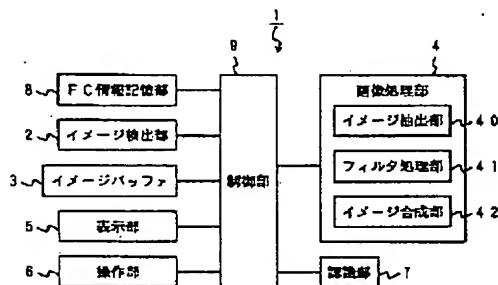 1
9
4
8
FC情報記憶部
画像処理部
2
イメージ検出部
イメージ抽出部
40
3
イメージバッファ
制御部
フィルタ処理部
41
5
表示部
イメージ合成部
42
6
操作部
認識部
7